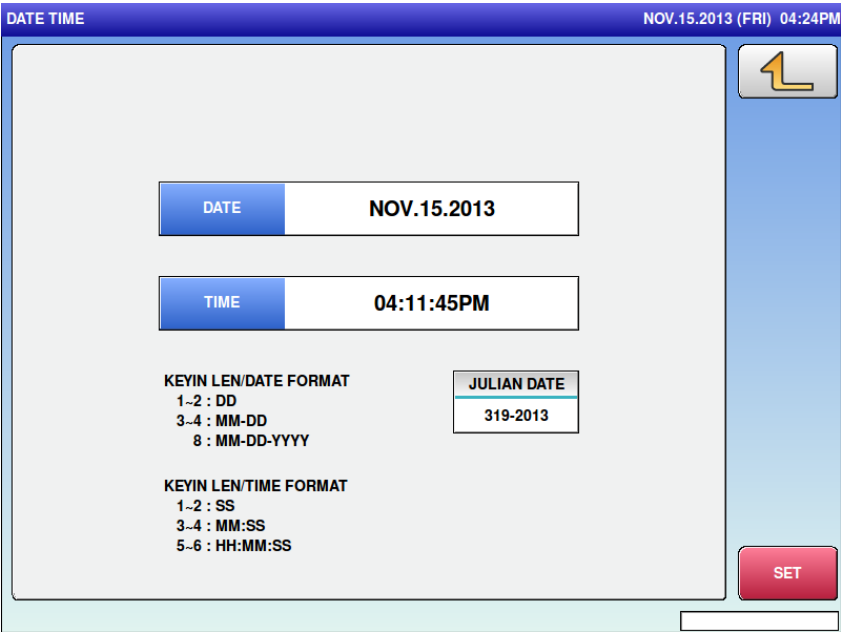 DATE TIME NOV.15.2013 (FRI) 04:24PM
DATE NOV.15.2013
TIME 04:11:45PM
KEYIN LEN/DATE FORMAT
1~2 : DD
3~4 : MM-DD
8 : MM-DD-YYYY
JULIAN DATE
319-2013
KEYIN LEN/TIME FORMAT
1~2 : SS
3~4 : MM:SS
5~6 : HH:MM:SS
SET